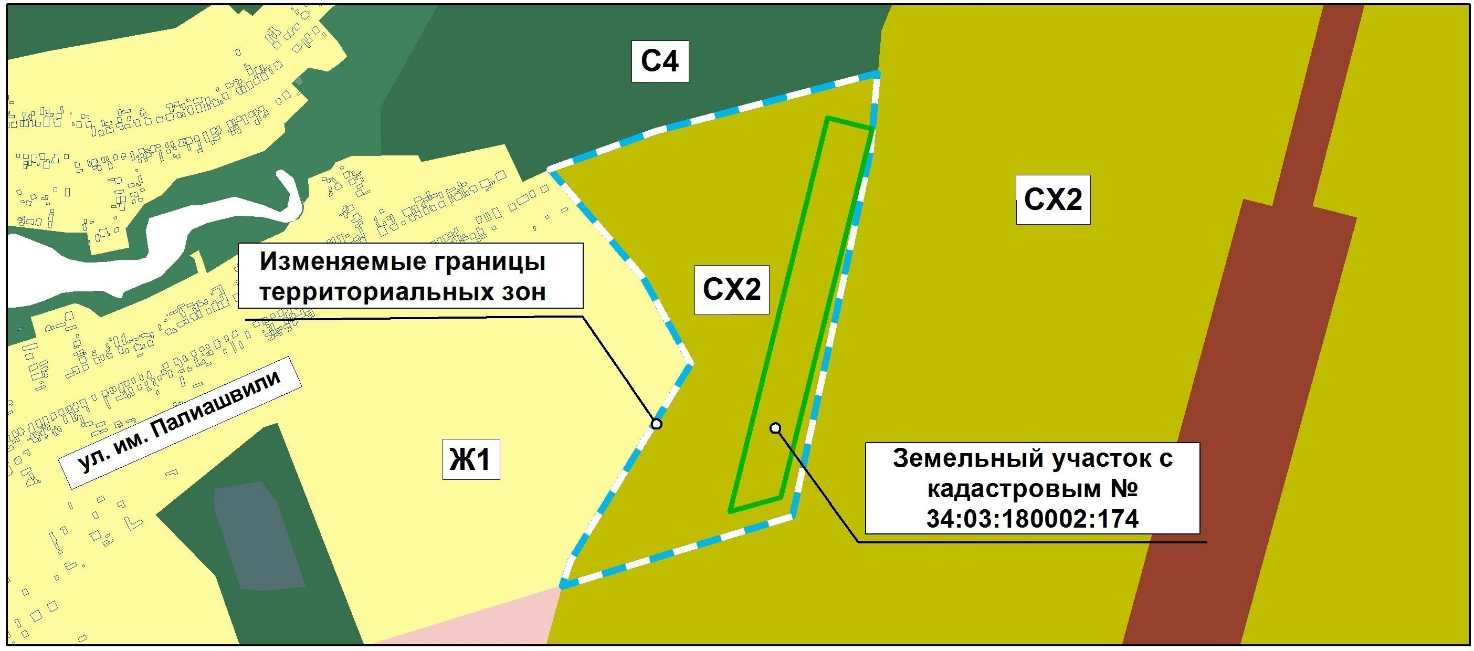 С4
СХ2
Изменяемые границы
территориальных зон
СХ2
ул. им. Палиашвили
Ж1
Земельный участок с
кадастровым №
34:03:180002:174